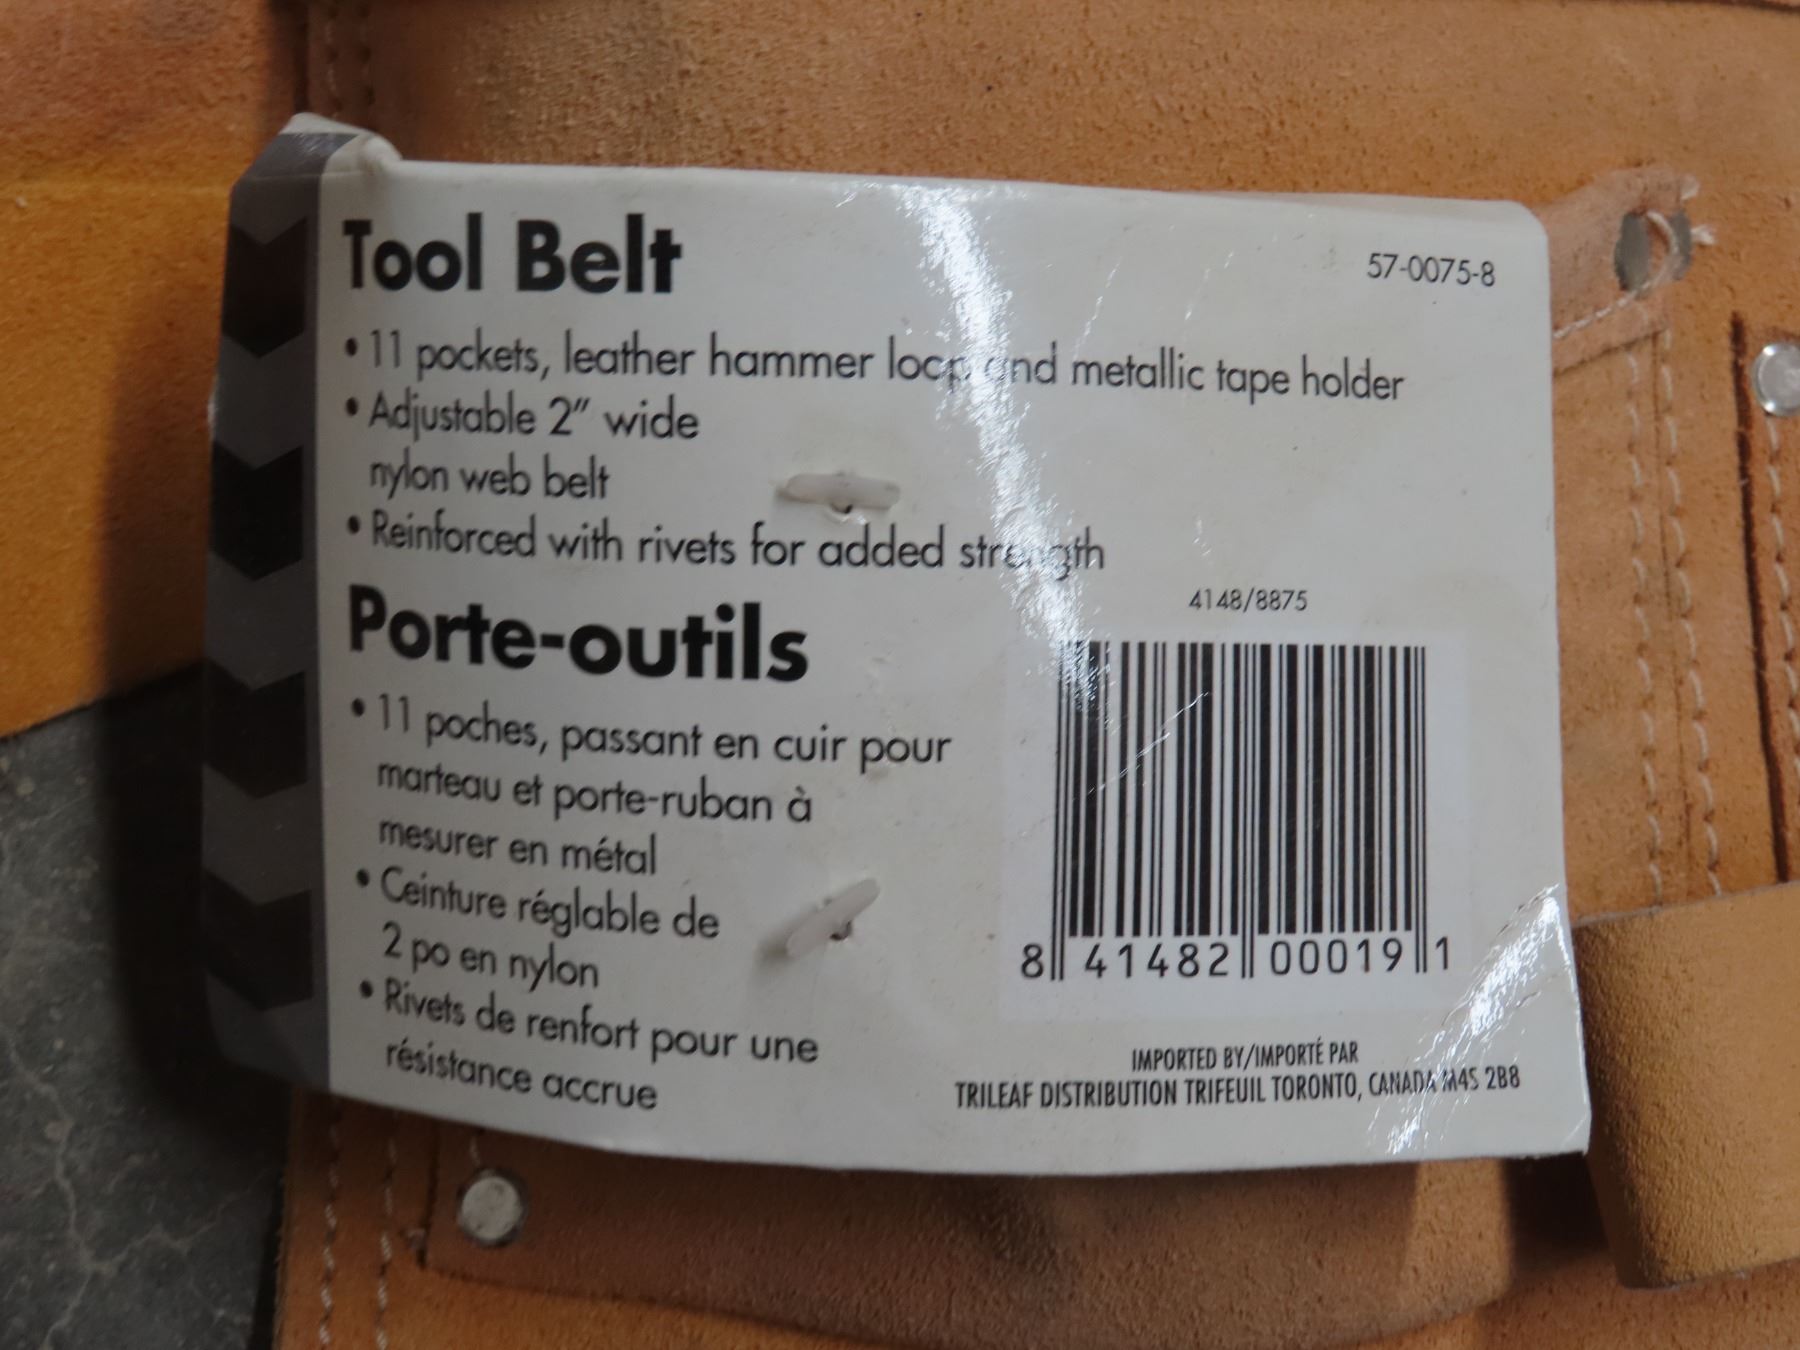 Tool Belt
57-0075-8
• 11 pockets, leather hammer loop and metallic tape holder
• Adjustable 2" wide
nylon web belt
• Reinforced with rivets for added strength
Porte-outils
• 11 poches, passant en cuir pour
marteau et porte-ruban à
mesurer en métal
• Ceinture réglable de
2 po en nylon
• Rivets de renfort pour une
résistance accrue
4148/8875
8 41482 00019 1
IMPORTED BY/IMPORTÉ PAR
TRILEAF DISTRIBUTION TRIFEUIL TORONTO, CANADA M4S 2B8